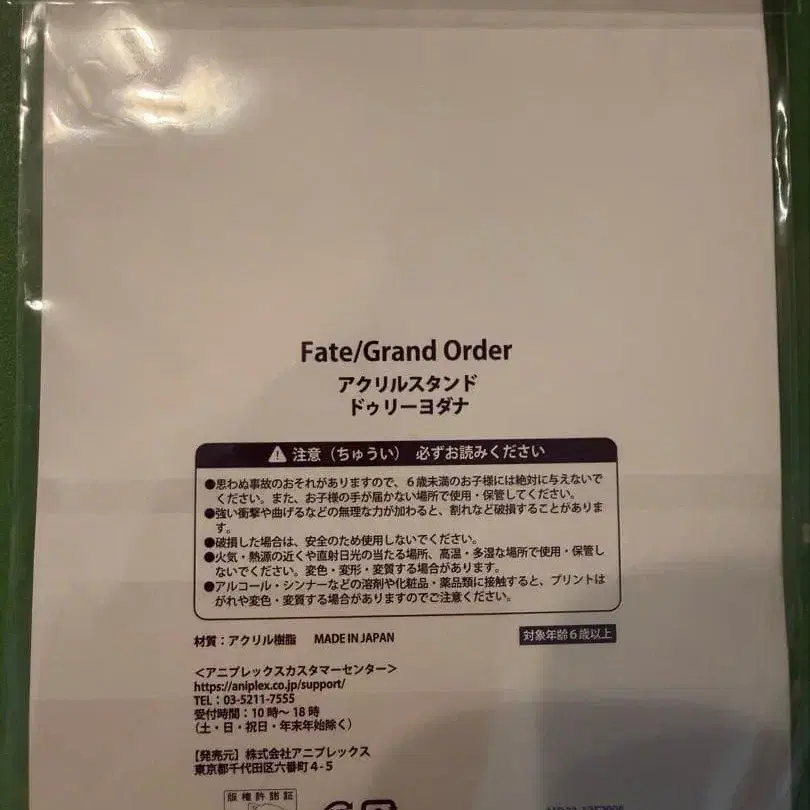 Fate/Grand Order
アクリルスタンド
ドゥリーヨダナ
注意（ちゅうい） 必ずお読みください
●思わぬ事故のおそれがありますので、６歳未満のお子様には絶対に与えないで
ください。また、お子様の手が届かない場所で使用・保管してください。
●強い衝撃や曲げるなどの無理な力が加わると、割れなど破損することがありま
す。
●破損した場合は、安全のため使用しないでください。
●火気・熱源の近くや直射日光の当たる場所、高温・多湿な場所で使用・保管し
ないでください。変色・変形・変質する場合があります。
●アルコール・シンナーなどの溶剤や化粧品・薬品類に接触すると、プリントは
がれや変色・変質する場合がありますのでご注意ください。
材質：アクリル樹脂 MADE IN JAPAN
対象年齢６歳以上
＜アニプレックスカスタマーセンター＞
https://aniplex.co.jp/support/
TEL：03-5211-7555
受付時間：10時～18時
（土・日・祝日・年末年始除く）
【発売元】株式会社アニプレックス
東京都千代田区六番町４-５
版権許諾証